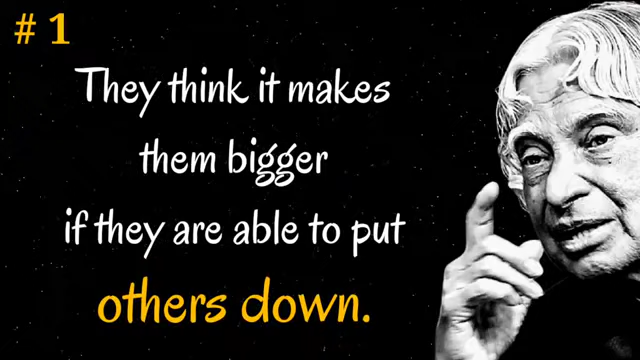 # 1
They think it makes
them bigger
if they are able to put
others down.